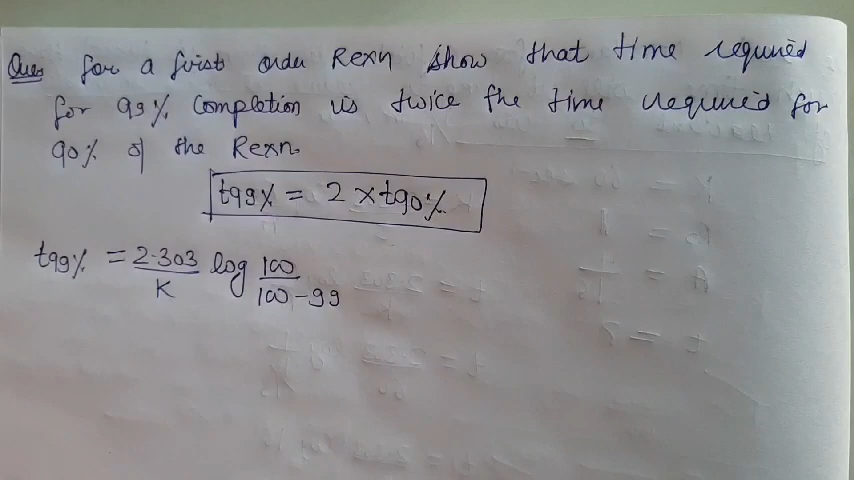 Ques for a first order Rexn show that time required
for 99% Completion is twice the time required for
90% of the Rexn.
t99% = 2 × t90%
t99% = 2.303/K log 100/100-99